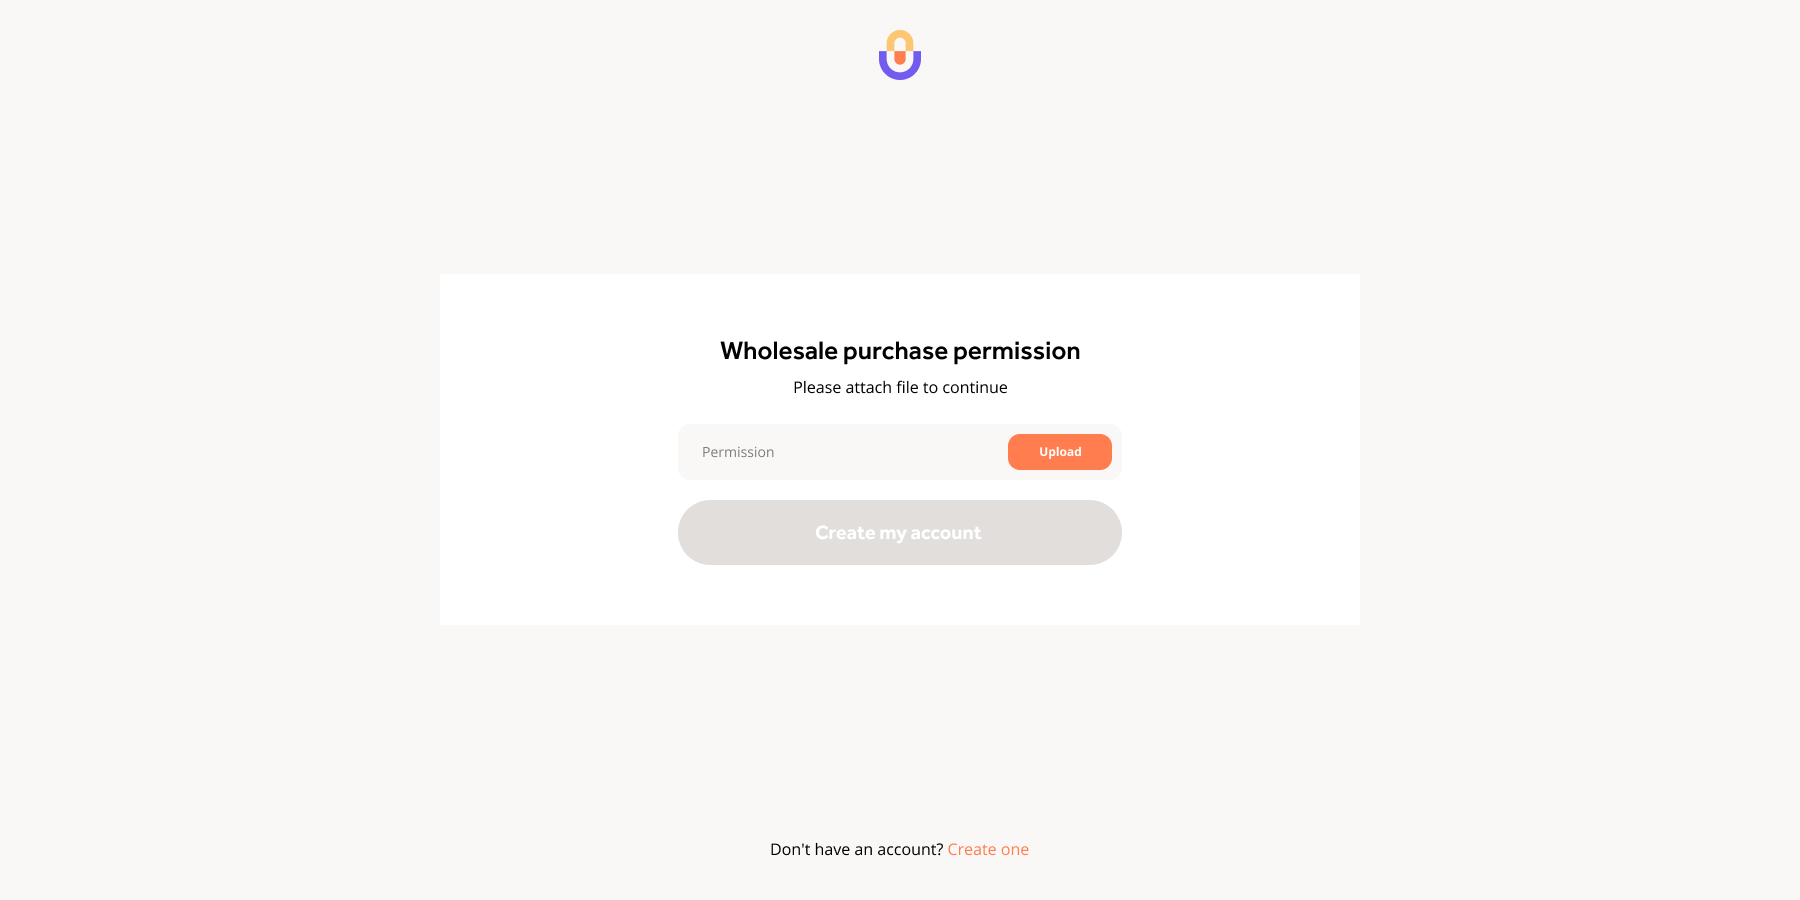 Wholesale purchase permission
Please attach file to continue
Permission
Upload
Create my account
Don't have an account? Create one